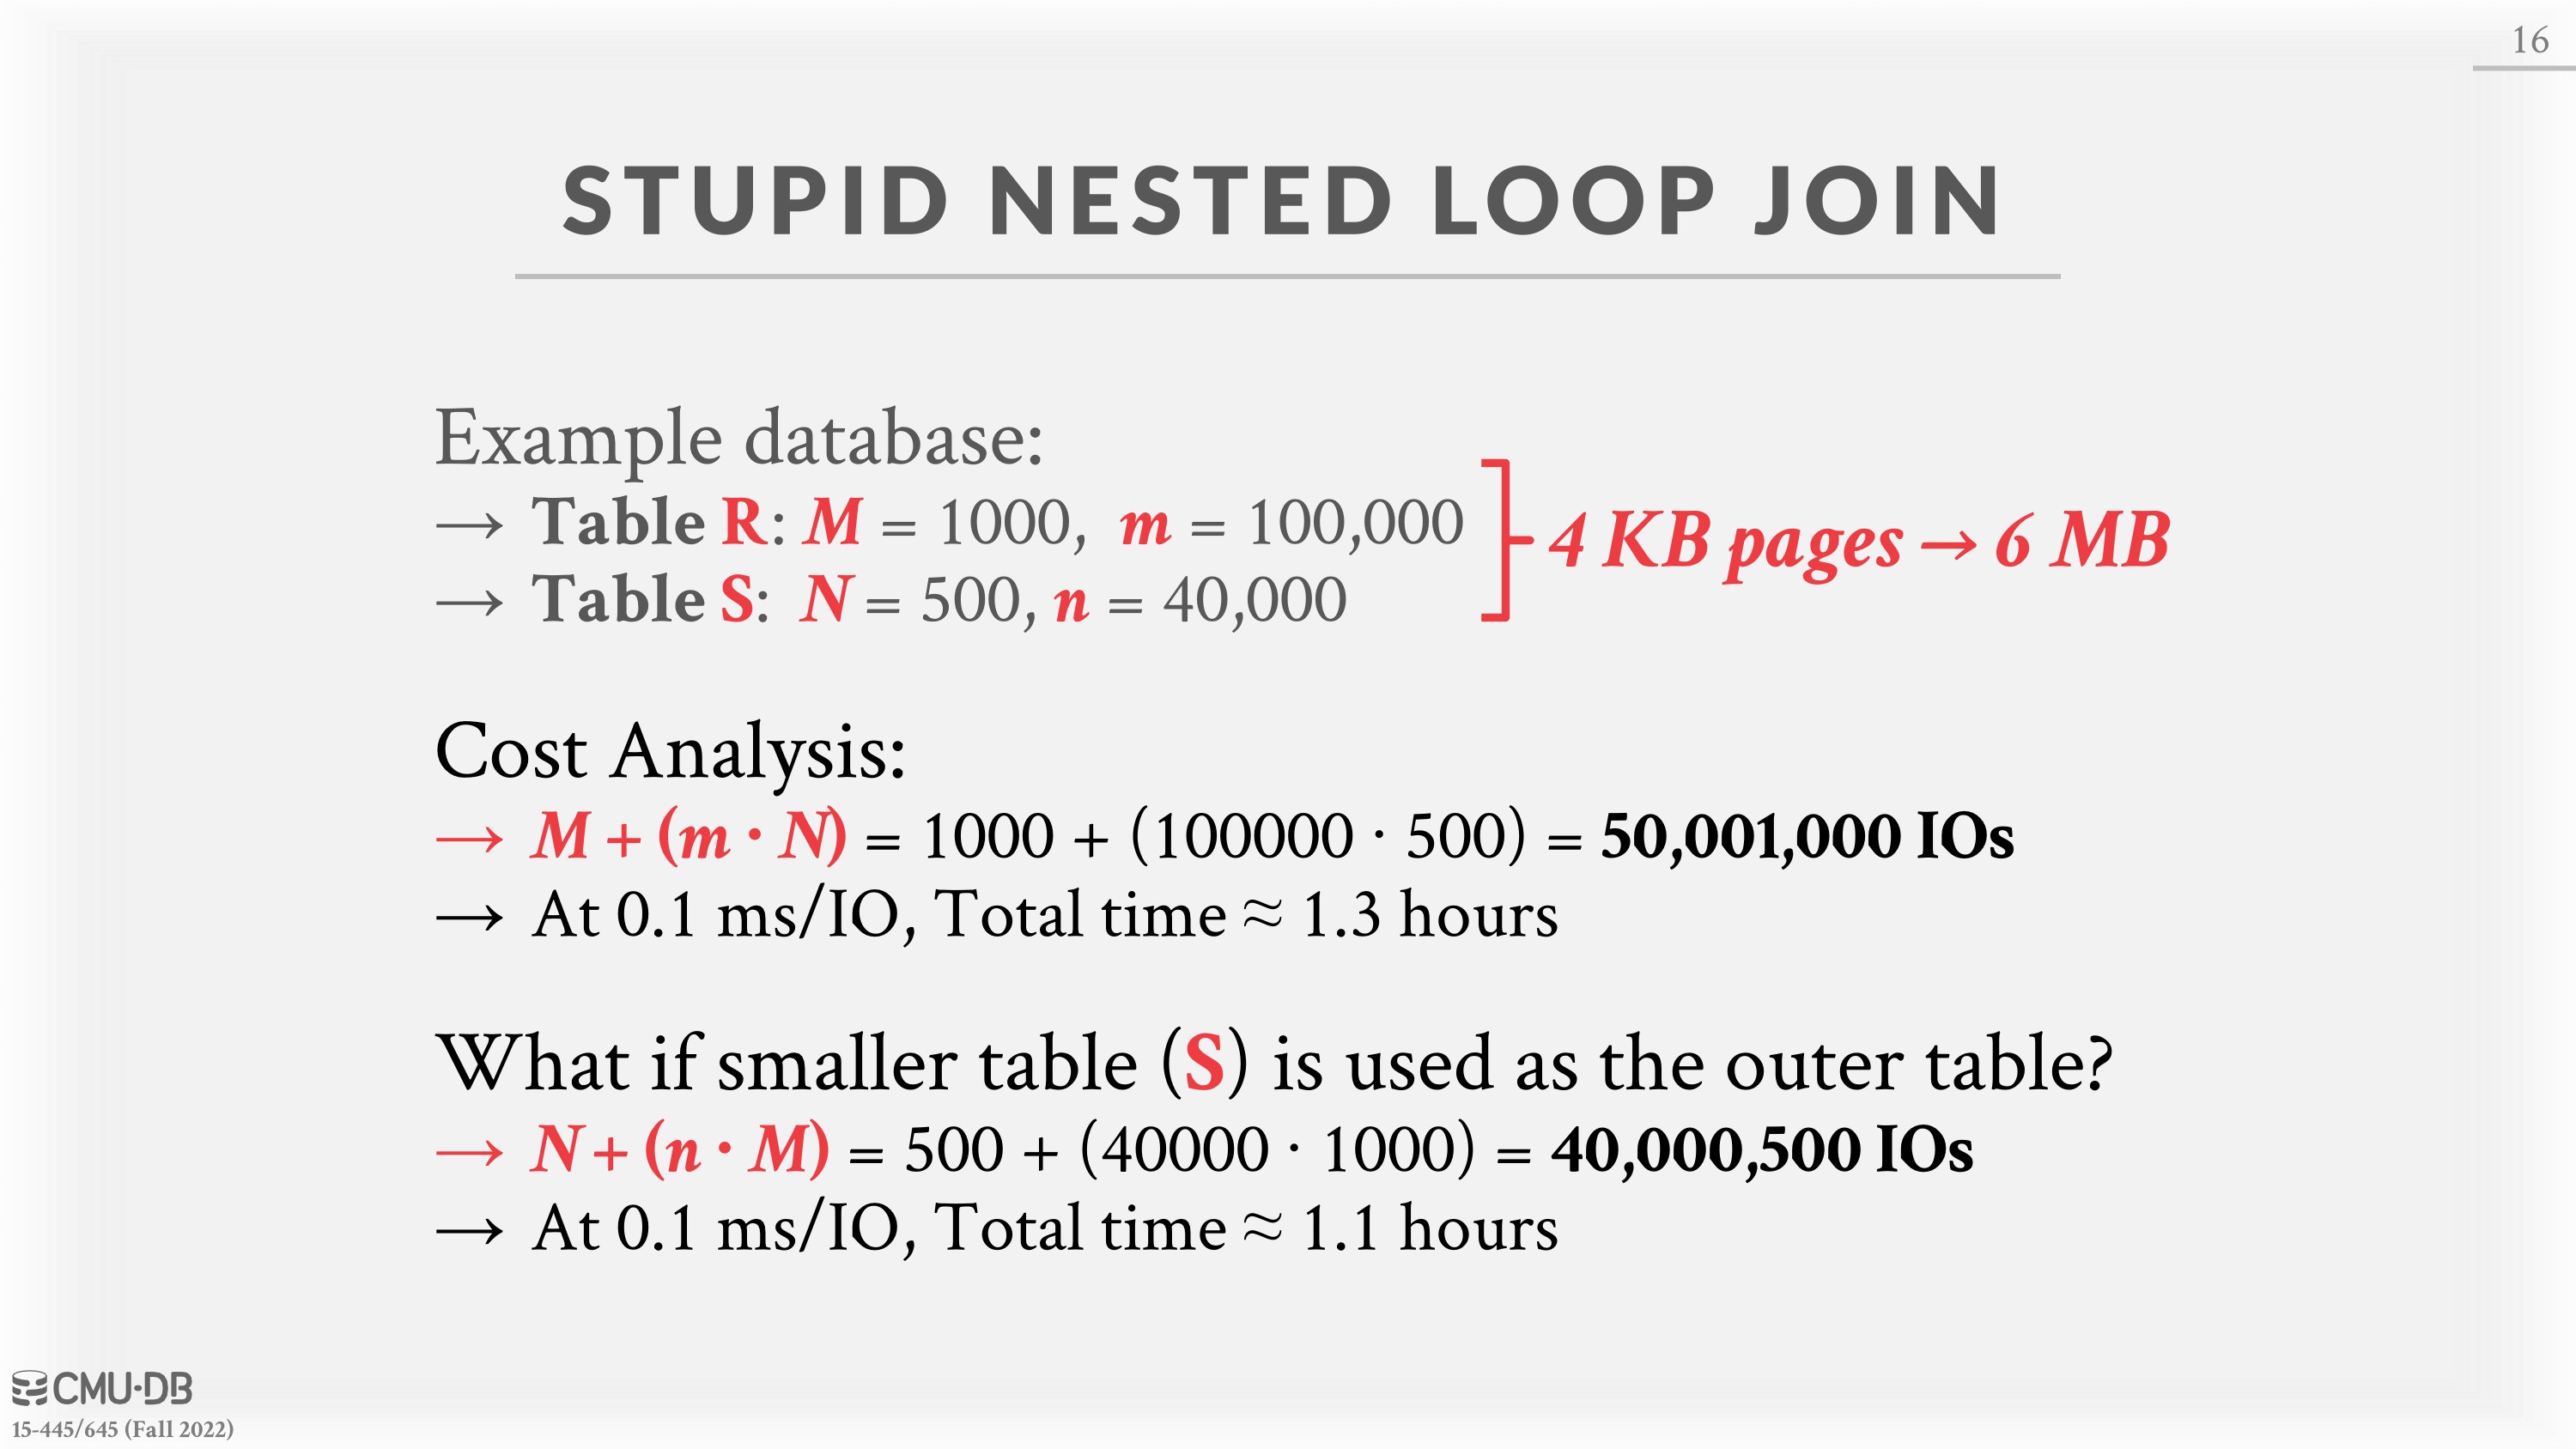 16
STUPID NESTED LOOP JOIN
Example database:
→ Table R: M = 1000, m = 100,000
→ Table S: N = 500, n = 40,000
4 KB pages → 6 MB
Cost Analysis:
→ M + (m · N) = 1000 + (100000 · 500) = 50,001,000 IOs
→ At 0.1 ms/IO, Total time ≈ 1.3 hours
What if smaller table (S) is used as the outer table?
→ N + (n · M) = 500 + (40000 · 1000) = 40,000,500 IOs
→ At 0.1 ms/IO, Total time ≈ 1.1 hours
CMU·DB
15-445/645 (Fall 2022)